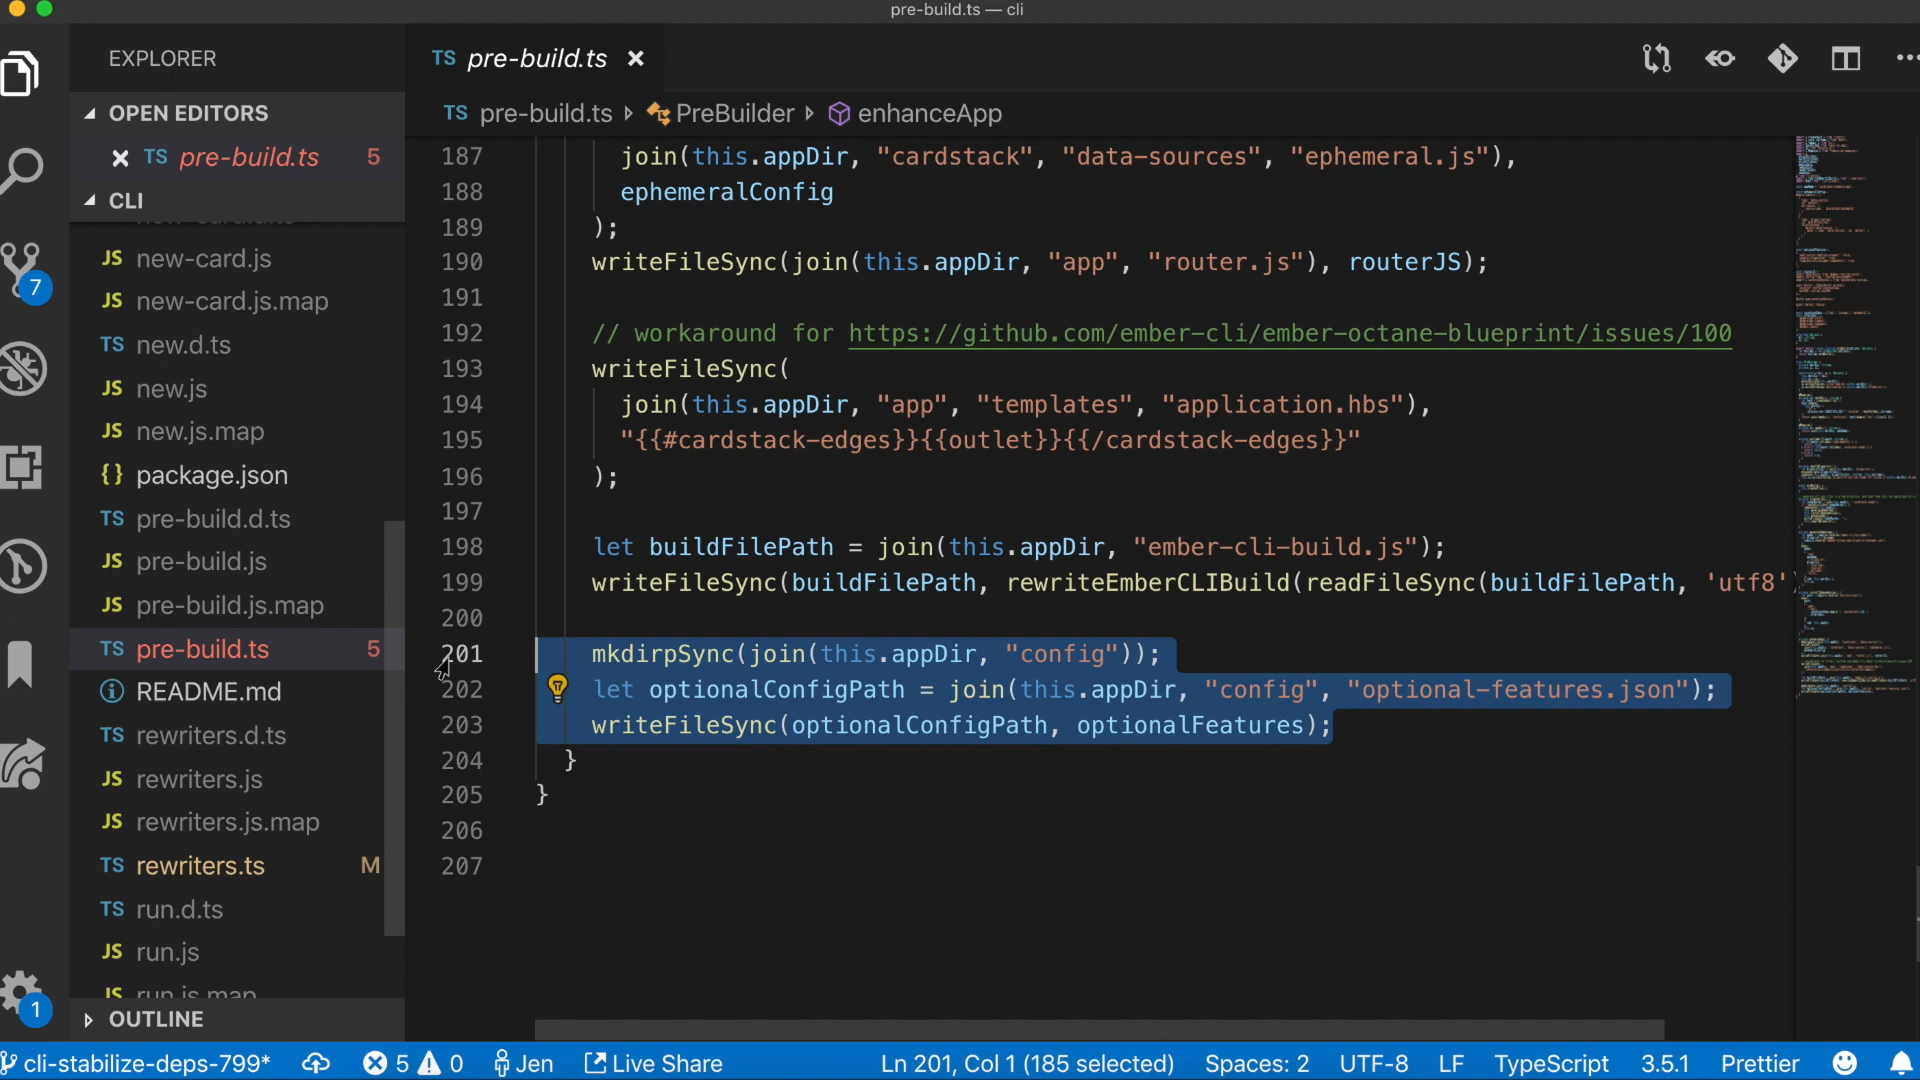 pre-build.ts — cli
EXPLORER
OPEN EDITORS
TS pre-build.ts 5
CLI
JS new-card.js
JS new-card.js.map
TS new.d.ts
JS new.js
JS new.js.map
{} package.json
TS pre-build.d.ts
JS pre-build.js
JS pre-build.js.map
TS pre-build.ts 5
README.md
TS rewriters.d.ts
JS rewriters.js
JS rewriters.js.map
TS rewriters.ts M
TS run.d.ts
JS run.js
JS run.js.map
OUTLINE
7
1
TS pre-build.ts
TS pre-build.ts PreBuilder enhanceApp
187 join(this.appDir, "cardstack", "data-sources", "ephemeral.js"),
188 ephemeralConfig
189 );
190 writeFileSync(join(this.appDir, "app", "router.js"), routerJS);
191
192 // workaround for https://github.com/ember-cli/ember-octane-blueprint/issues/100
193 writeFileSync(
194 join(this.appDir, "app", "templates", "application.hbs"),
195 "{{#cardstack-edges}}{{outlet}}{{/cardstack-edges}}"
196 );
197
198 let buildFilePath = join(this.appDir, "ember-cli-build.js");
199 writeFileSync(buildFilePath, rewriteEmberCLIBuild(readFileSync(buildFilePath, 'utf8'
200
201 mkdirpSync(join(this.appDir, "config"));
202 let optionalConfigPath = join(this.appDir, "config", "optional-features.json");
203 writeFileSync(optionalConfigPath, optionalFeatures);
204 }
205 }
206
207
cli-stabilize-deps-799* 5 0 Jen Live Share Ln 201, Col 1 (185 selected) Spaces: 2 UTF-8 LF TypeScript 3.5.1 Prettier